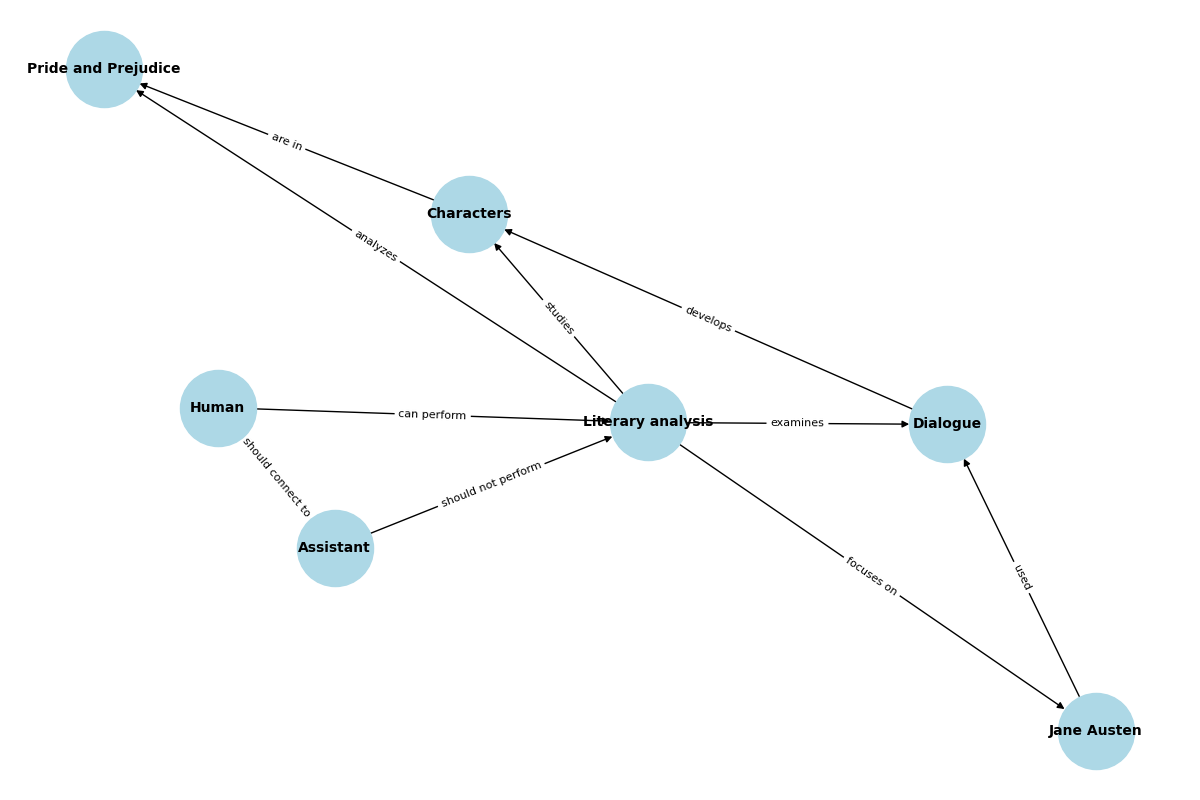 Pride and Prejudice
are in
Characters
analyzes
studies
develops
Human
can perform
Literary analysis
examines
Dialogue
should connect to
should not perform
Assistant
focuses on
used
Jane Austen